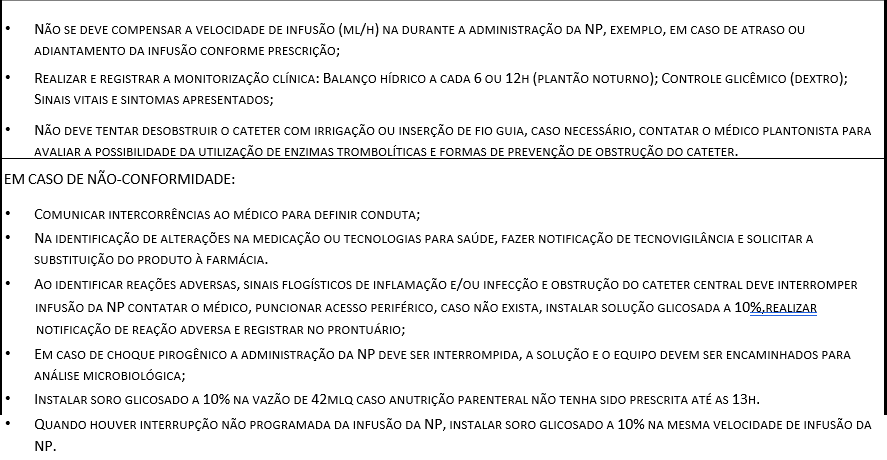 • NÃO SE DEVE COMPENSAR A VELOCIDADE DE INFUSÃO (ML/H) NA DURANTE A ADMINISTRAÇÃO DA NP, EXEMPLO, EM CASO DE ATRASO OU
ADIANTAMENTO DA INFUSÃO CONFORME PRESCRIÇÃO;
• REALIZAR E REGISTRAR A MONITORIZAÇÃO CLÍNICA: BALANÇO HÍDRICO A CADA 6 OU 12H (PLANTÃO NOTURNO); CONTROLE GLICÊMICO (DEXTRO);
SINAIS VITAIS E SINTOMAS APRESENTADOS;
• NÃO DEVE TENTAR DESOBSTRUIR O CATETER COM IRRIGAÇÃO OU INSERÇÃO DE FIO GUIA, CASO NECESSÁRIO, CONTATAR O MÉDICO PLANTONISTA PARA
AVALIAR A POSSIBILIDADE DA UTILIZAÇÃO DE ENZIMAS TROMBOLÍTICAS E FORMAS DE PREVENÇÃO DE OBSTRUÇÃO DO CATETER.
EM CASO DE NÃO-CONFORMIDADE:
• COMUNICAR INTERCORRÊNCIAS AO MÉDICO PARA DEFINIR CONDUTA;
• NA IDENTIFICAÇÃO DE ALTERAÇÕES NA MEDICAÇÃO OU TECNOLOGIAS PARA SAÚDE, FAZER NOTIFICAÇÃO DE TECNOVIGILÂNCIA E SOLICITAR A
SUBSTITUIÇÃO DO PRODUTO À FARMÁCIA.
• AO IDENTIFICAR REAÇÕES ADVERSAS, SINAIS FLOGÍSTICOS DE INFLAMAÇÃO E/OU INFECÇÃO E OBSTRUÇÃO DO CATETER CENTRAL DEVE INTERROMPER
INFUSÃO DA NP CONTATAR O MÉDICO, PUNCIONAR ACESSO PERIFÉRICO, CASO NÃO EXISTA, INSTALAR SOLUÇÃO GLICOSADA A 10%,REALIZAR
NOTIFICAÇÃO DE REAÇÃO ADVERSA E REGISTRAR NO PRONTUÁRIO;
• EM CASO DE CHOQUE PIROGÊNICO A ADMINISTRAÇÃO DA NP DEVE SER INTERROMPIDA, A SOLUÇÃO E O EQUIPO DEVEM SER ENCAMINHADOS PARA
ANÁLISE MICROBIOLÓGICA;
• INSTALAR SORO GLICOSADO A 10% NA VAZÃO DE 42MLQ CASO ANUTRIÇÃO PARENTERAL NÃO TENHA SIDO PRESCRITA ATÉ AS 13H.
• QUANDO HOUVER INTERRUPÇÃO NÃO PROGRAMADA DA INFUSÃO DA NP, INSTALAR SORO GLICOSADO A 10% NA MESMA VELOCIDADE DE INFUSÃO DA
NP.